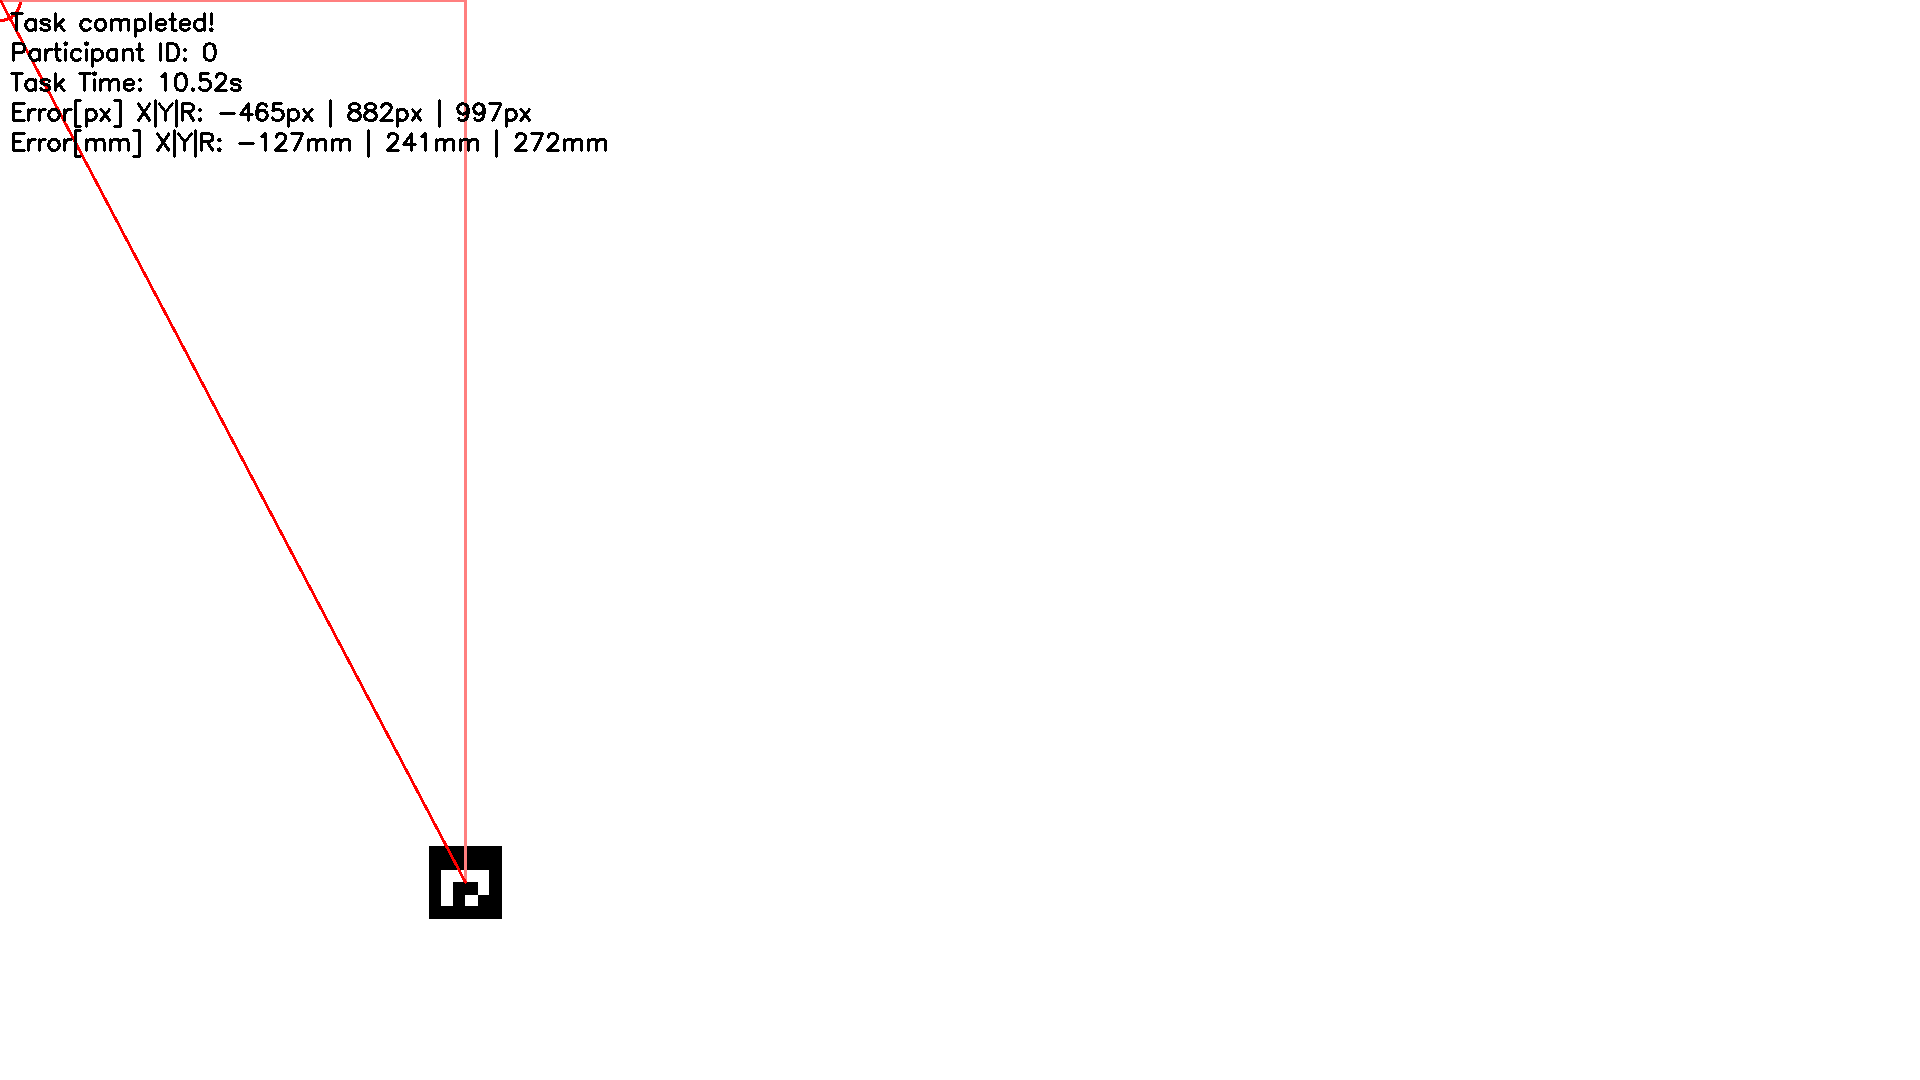 Task completed!
Participant ID: 0
Task Time: 10.52s
Error[px] X|Y|R: -465px | 882px | 997px
Error[mm] X|Y|R: -127mm | 241mm | 272mm